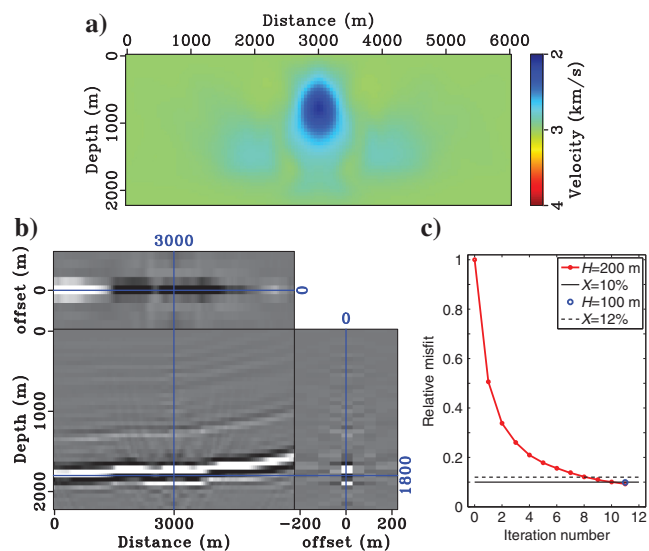 a)
Distance (m)
0 1000 2000 3000 4000 5000 6000
Depth (m)
0
1000
2000
2
3
4
Velocity (km/s)
b)
3000
offset (m)
0
0
0
Depth (m)
0
1000
2000
1800
0 3000
Distance (m)
−200 0 200
offset (m)
c)
Relative misfit
1
0.8
0.6
0.4
0.2
0
H=200 m
X=10%
H=100 m
X=12%
0 2 4 6 8 10 12
Iteration number